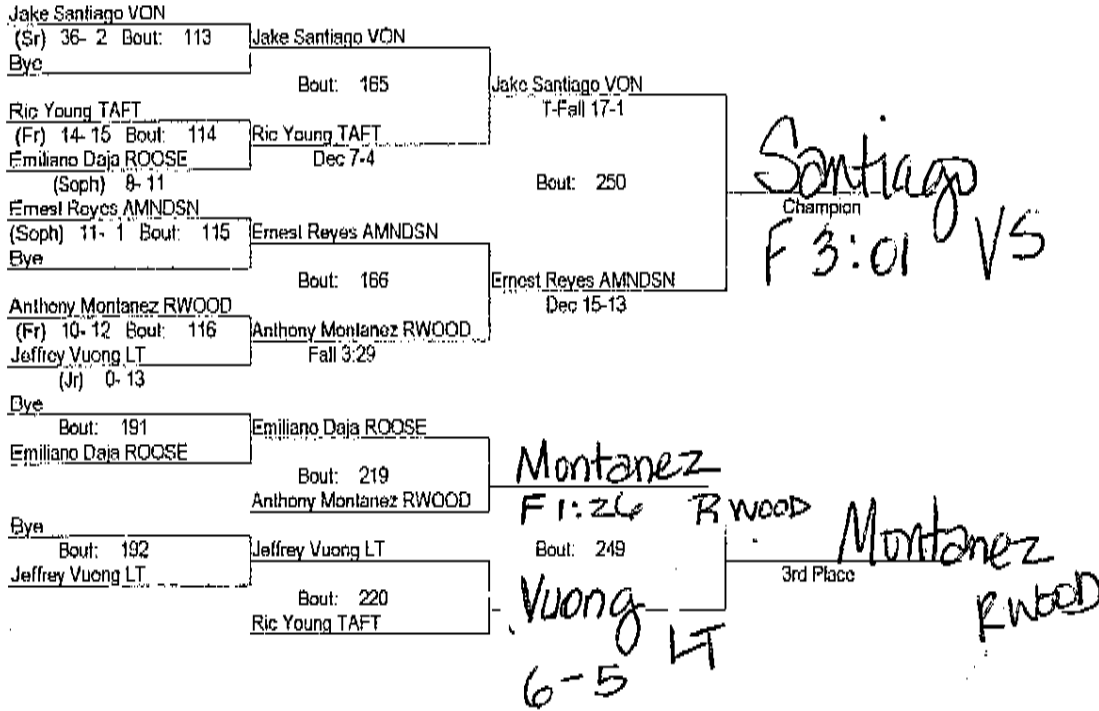 Jake Santiago VON
(Sr) 36- 2 Bout: 113
Bye
Jake Santiago VON
Bout: 165
Ric Young TAFT
(Fr) 14- 15 Bout: 114
Emiliano Daja ROOSE
(Soph) 8- 11
Ric Young TAFT
Dec 7-4
Jake Santiago VON
T-Fall 17-1
Bout: 250
Ernest Reyes AMNDSN
(Soph) 11- 1 Bout: 115
Bye
Ernest Reyes AMNDSN
Bout: 166
Anthony Montanez RWOOD
(Fr) 10- 12 Bout: 116
Jeffrey Vuong LT
(Jr) 0- 13
Anthony Montanez RWOOD
Fall 3:29
Ernest Reyes AMNDSN
Dec 15-13
Santiago
Champion
F 3:01 VS
Bye
Bout: 191
Emiliano Daja ROOSE
Emiliano Daja ROOSE
Bout: 219
Anthony Montanez RWOOD
Montanez
F 1:26 RWOOD
Bye
Bout: 192
Jeffrey Vuong LT
Jeffrey Vuong LT
Bout: 220
Ric Young TAFT
Bout: 249
Vuong LT
6-5
Montanez
3rd Place
RWOOD